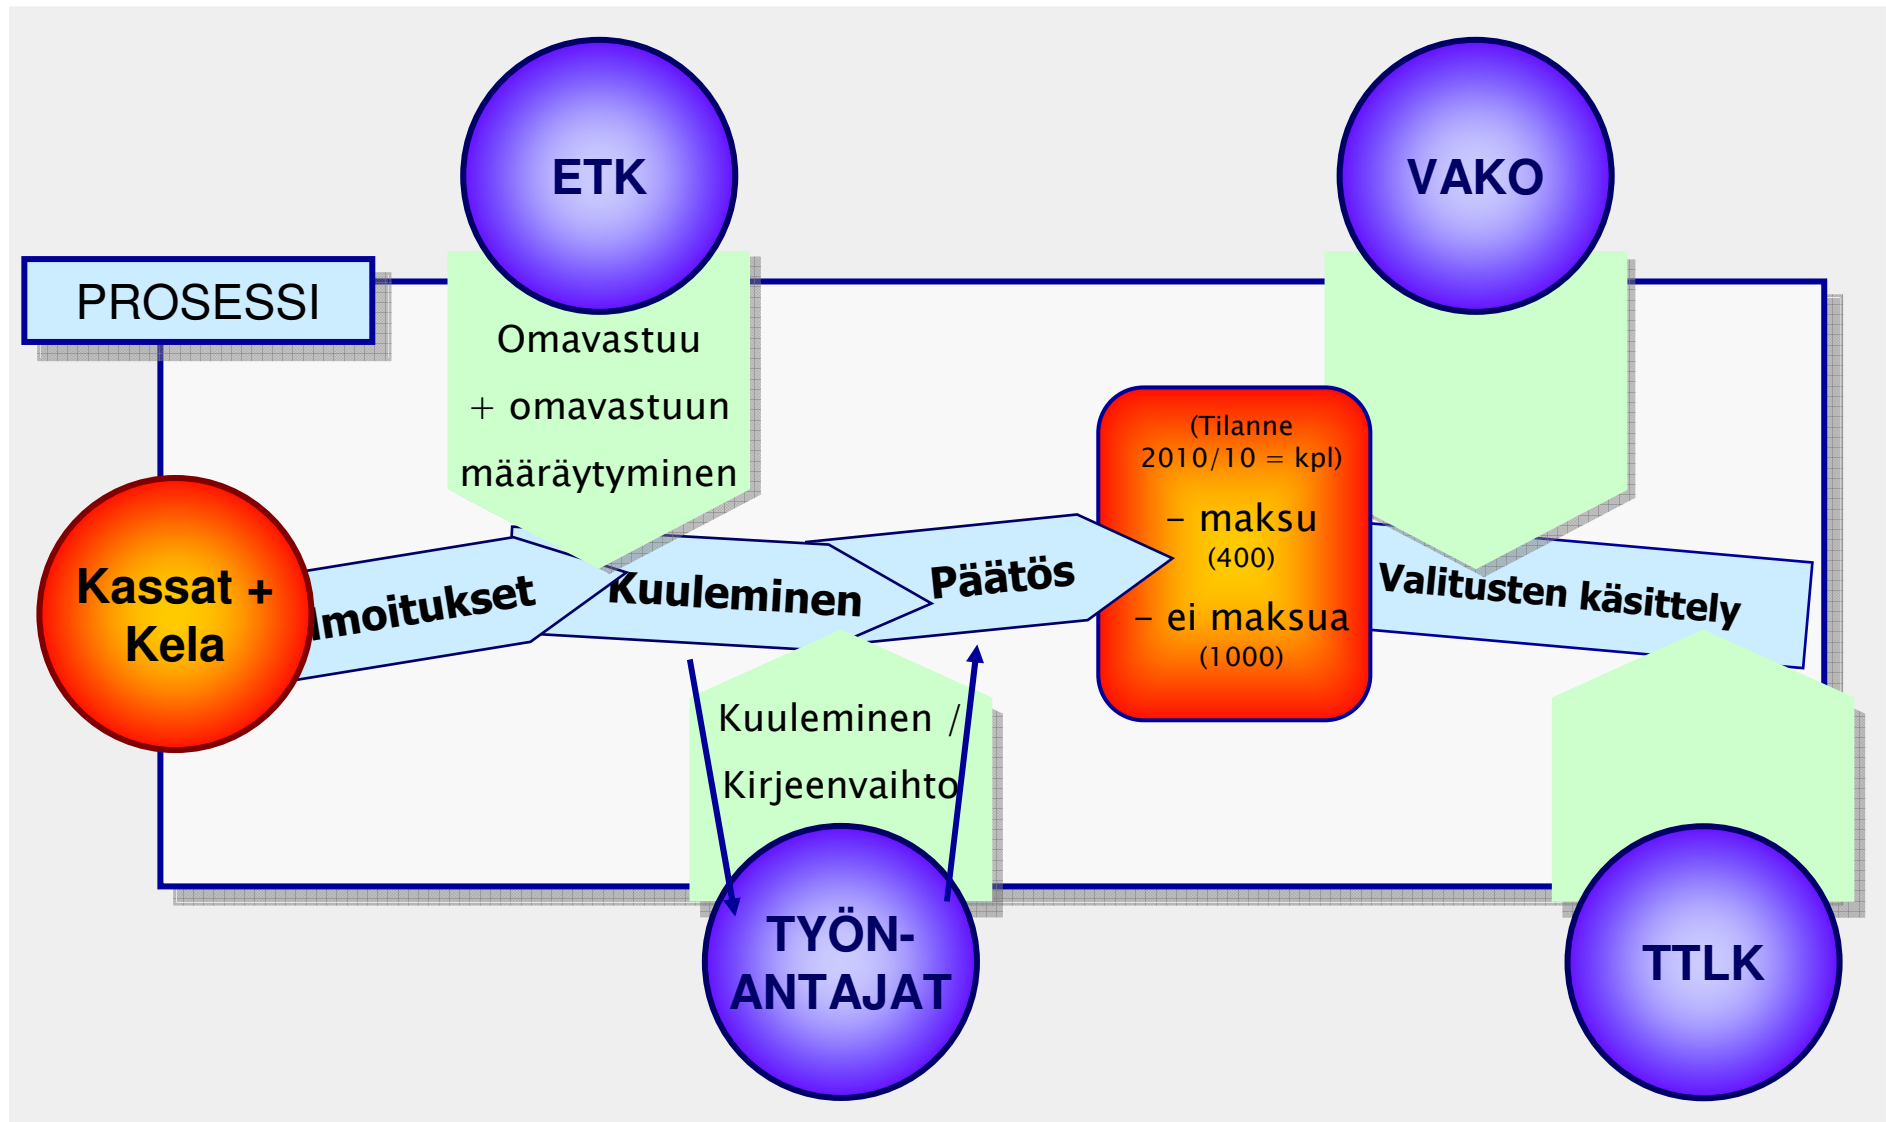 ETK
VAKO
PROSESSI
Omavastuu
+ omavastuun
määräytyminen
(Tilanne
2010/10 = kpl)
- maksu
(400)
- ei maksua
(1000)
Kassat +
Kela
lmoitukset
Kuuleminen
Päätös
Valitusten käsittely
Kuuleminen /
Kirjeenvaihto
TYÖN-
ANTAJAT
TTLK